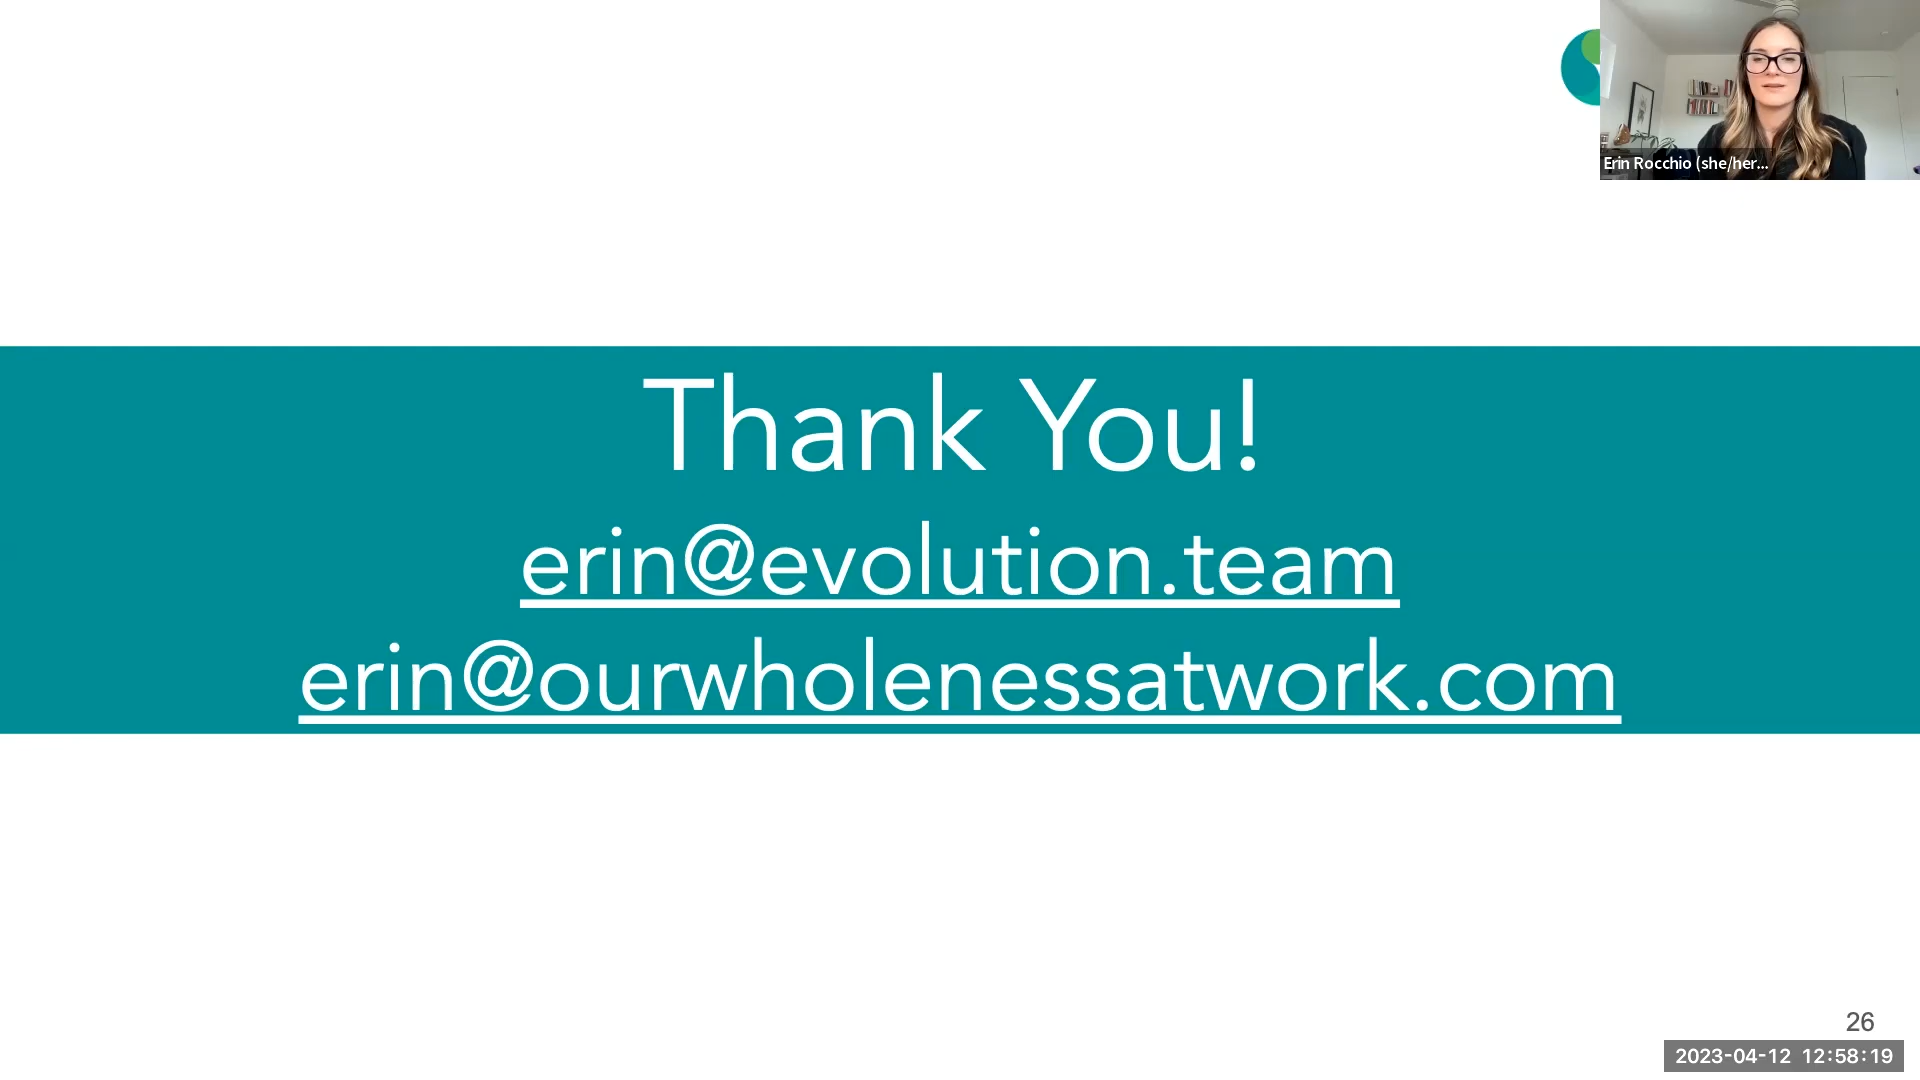 Erin Rocchio (she/her...
Thank You!
erin@evolution.team
erin@ourwholenessatwork.com
26
2023-04-12 12:58:19